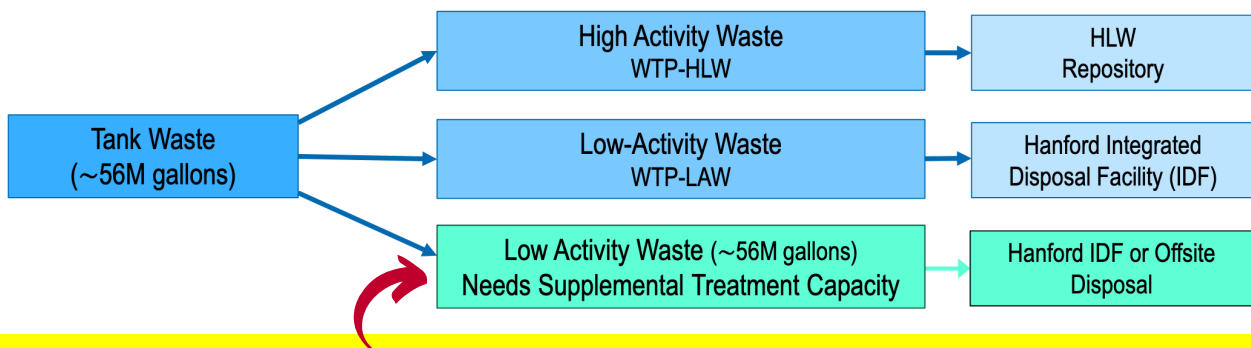 Tank Waste
(~56M gallons)
High Activity Waste
WTP-HLW
HLW
Repository
Low-Activity Waste
WTP-LAW
Hanford Integrated
Disposal Facility (IDF)
Low Activity Waste (~56M gallons)
Needs Supplemental Treatment Capacity
Hanford IDF or Offsite
Disposal